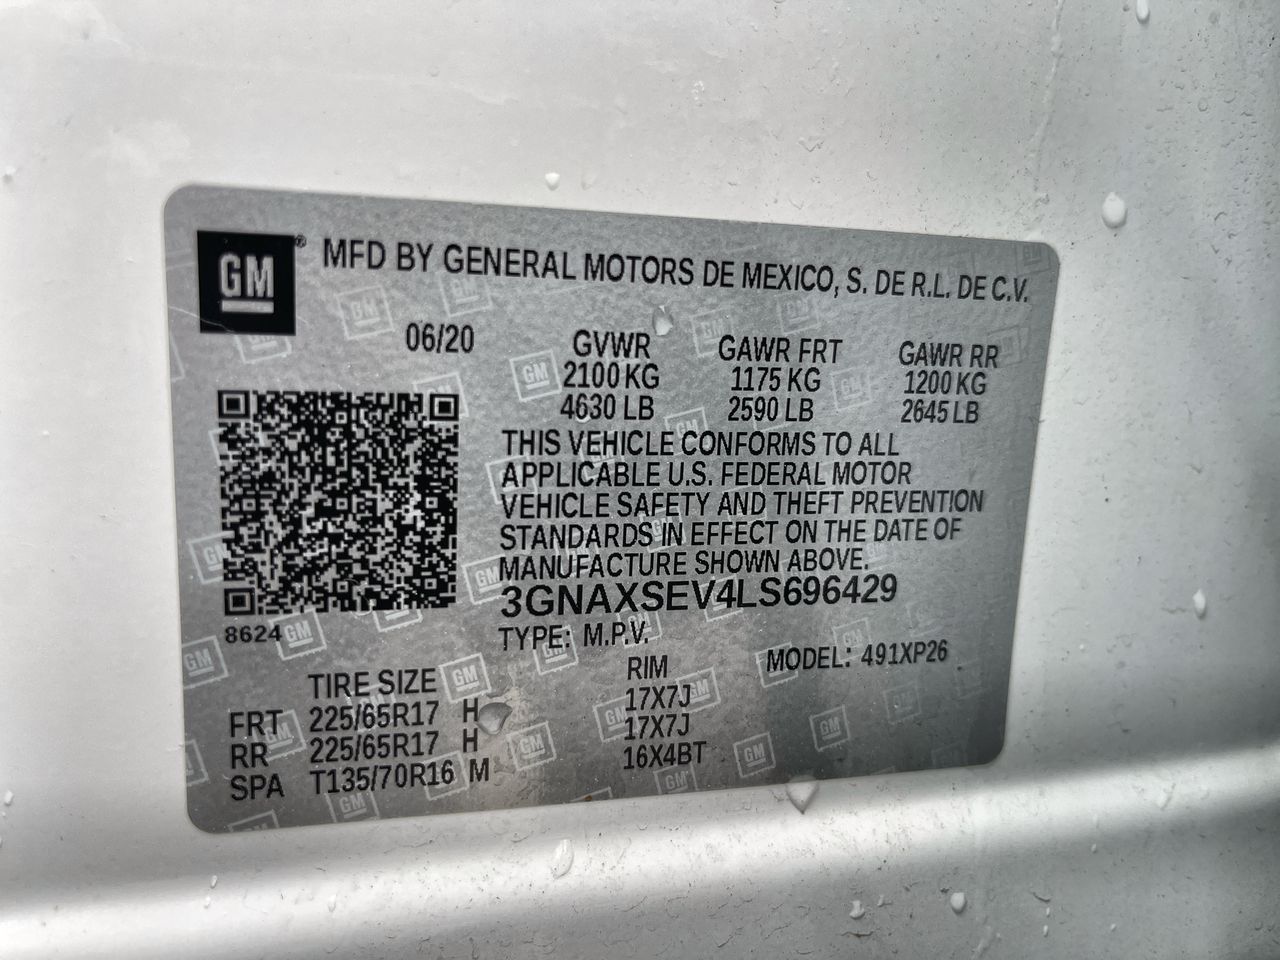 GM® MFD BY GENERAL MOTORS DE MEXICO, S. DE R.L. DE C.V.
06/20 GVWR GAWR FRT GAWR RR
2100 KG 1175 KG 1200 KG
4630 LB 2590 LB 2645 LB
THIS VEHICLE CONFORMS TO ALL
APPLICABLE U.S. FEDERAL MOTOR
VEHICLE SAFETY AND THEFT PREVENTION
STANDARDS IN EFFECT ON THE DATE OF
MANUFACTURE SHOWN ABOVE.
3GNAXSEV4LS696429
8624
TYPE: M.P.V. MODEL: 491XP26
TIRE SIZE RIM
FRT 225/65R17 H 17X7J
RR 225/65R17 H 17X7J
SPA T135/70R16 M 16X4BT